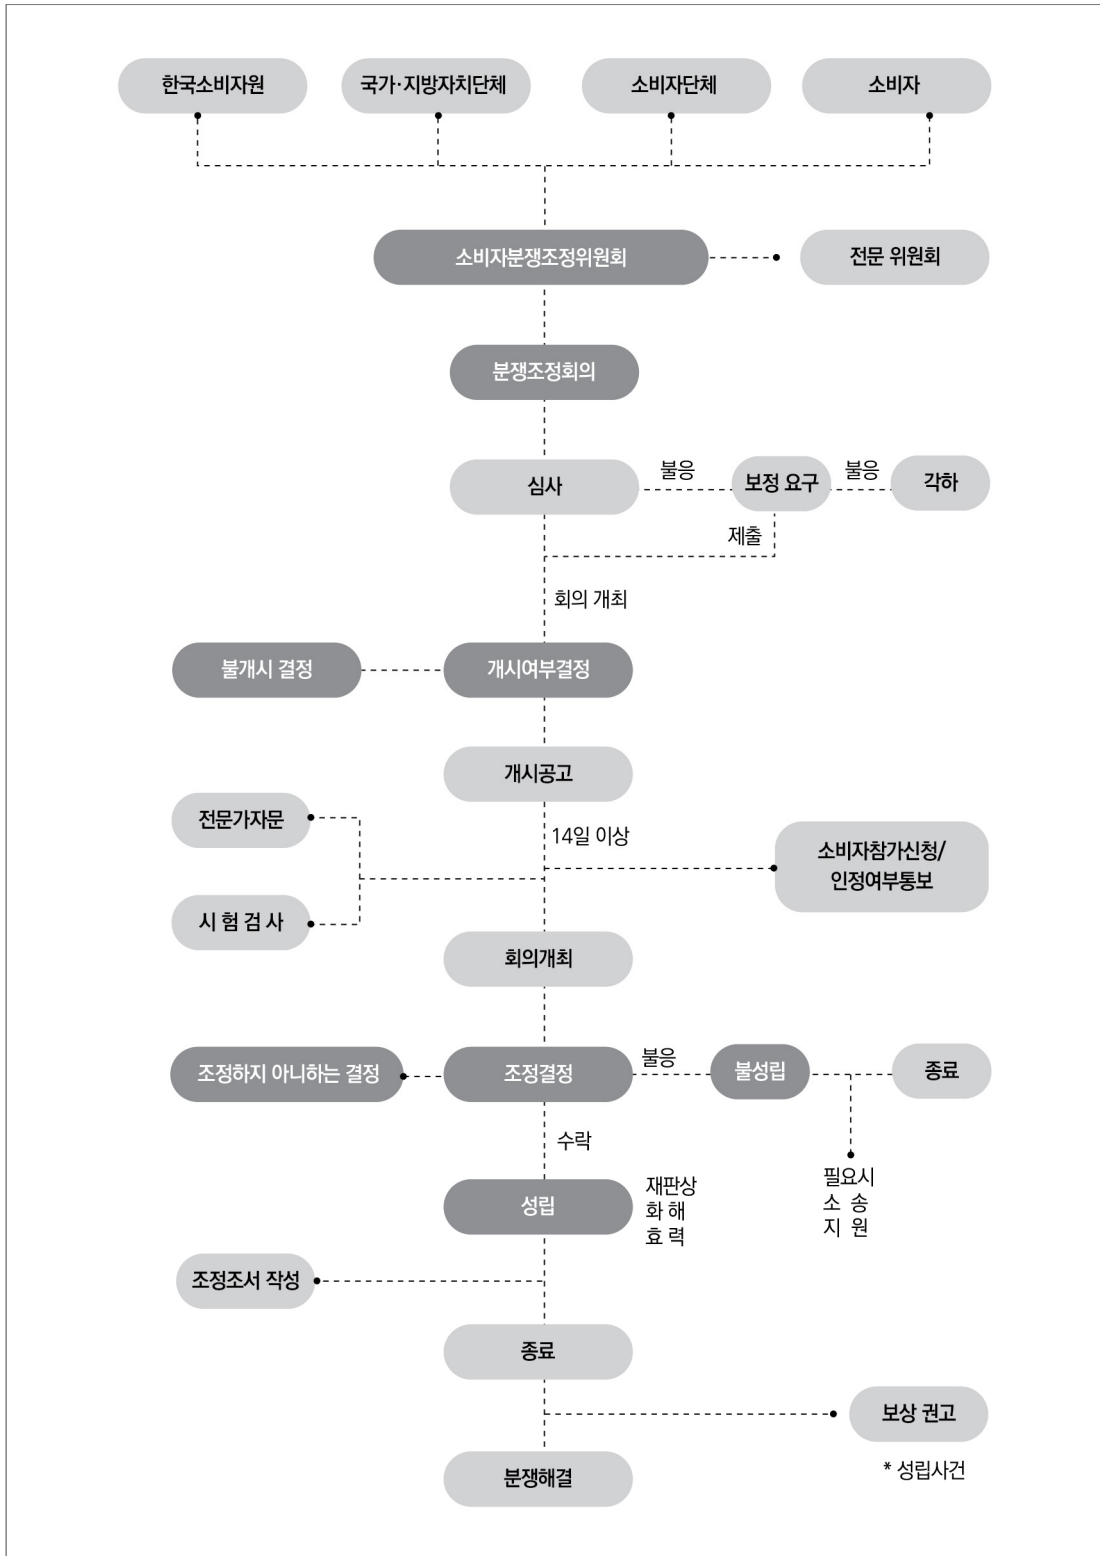 한국소비자원
국가·지방자치단체
소비자단체
소비자
소비자분쟁조정위원회
전문 위원회
분쟁조정회의
심사
불응
보정 요구
불응
각하
제출
회의 개최
불개시 결정
개시여부결정
개시공고
전문가자문
14일 이상
소비자참가신청/
인정여부통보
시 험 검 사
회의개최
조정하지 아니하는 결정
조정결정
불응
불성립
종료
수락
성립
재판상
화 해
효 력
필요시
소 송
지 원
조정조서 작성
종료
보상 권고
* 성립사건
분쟁해결